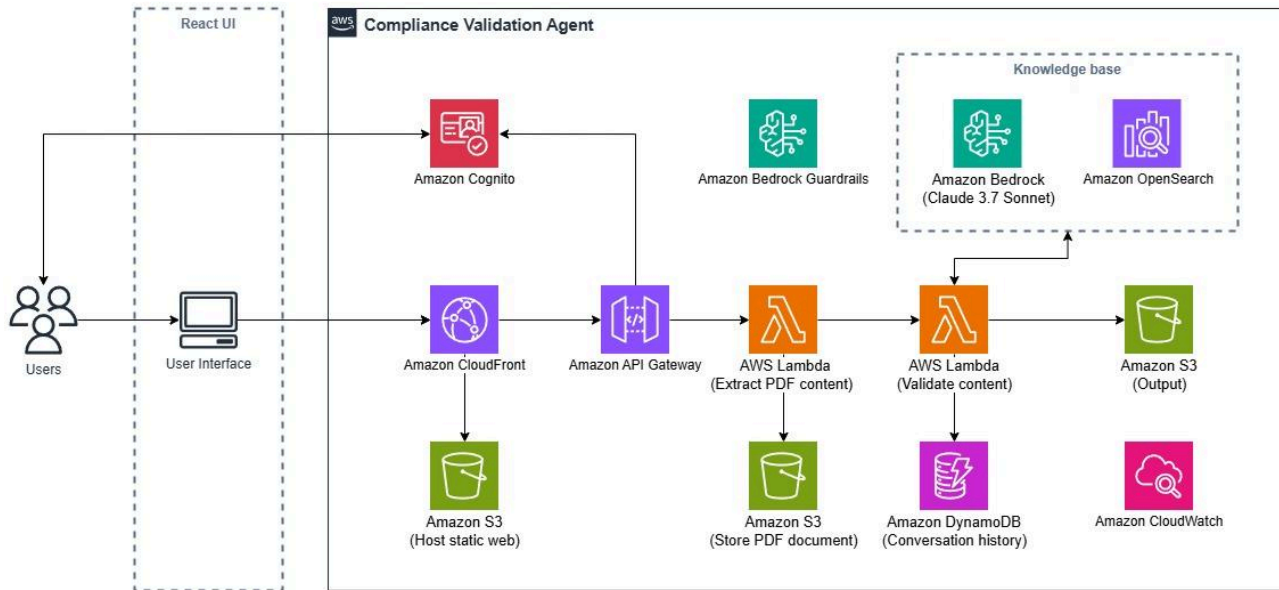 React UI
aws
Compliance Validation Agent
Knowledge base
Amazon Cognito
Amazon Bedrock Guardrails
Amazon Bedrock
(Claude 3.7 Sonnet)
Amazon OpenSearch
Users
User Interface
Amazon CloudFront
Amazon API Gateway
AWS Lambda
(Extract PDF content)
AWS Lambda
(Validate content)
Amazon S3
(Output)
Amazon S3
(Host static web)
Amazon S3
(Store PDF document)
Amazon DynamoDB
(Conversation history)
Amazon CloudWatch